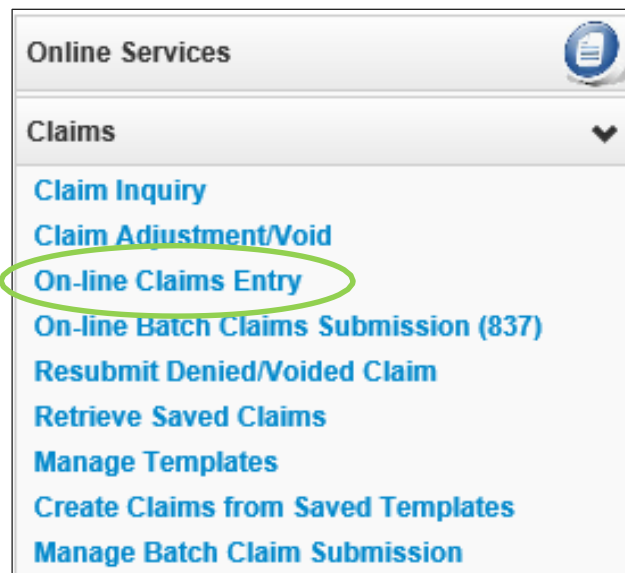 Online Services
Claims
Claim Inquiry
Claim Adjustment/Void
On-line Claims Entry
On-line Batch Claims Submission (837)
Resubmit Denied/Voided Claim
Retrieve Saved Claims
Manage Templates
Create Claims from Saved Templates
Manage Batch Claim Submission